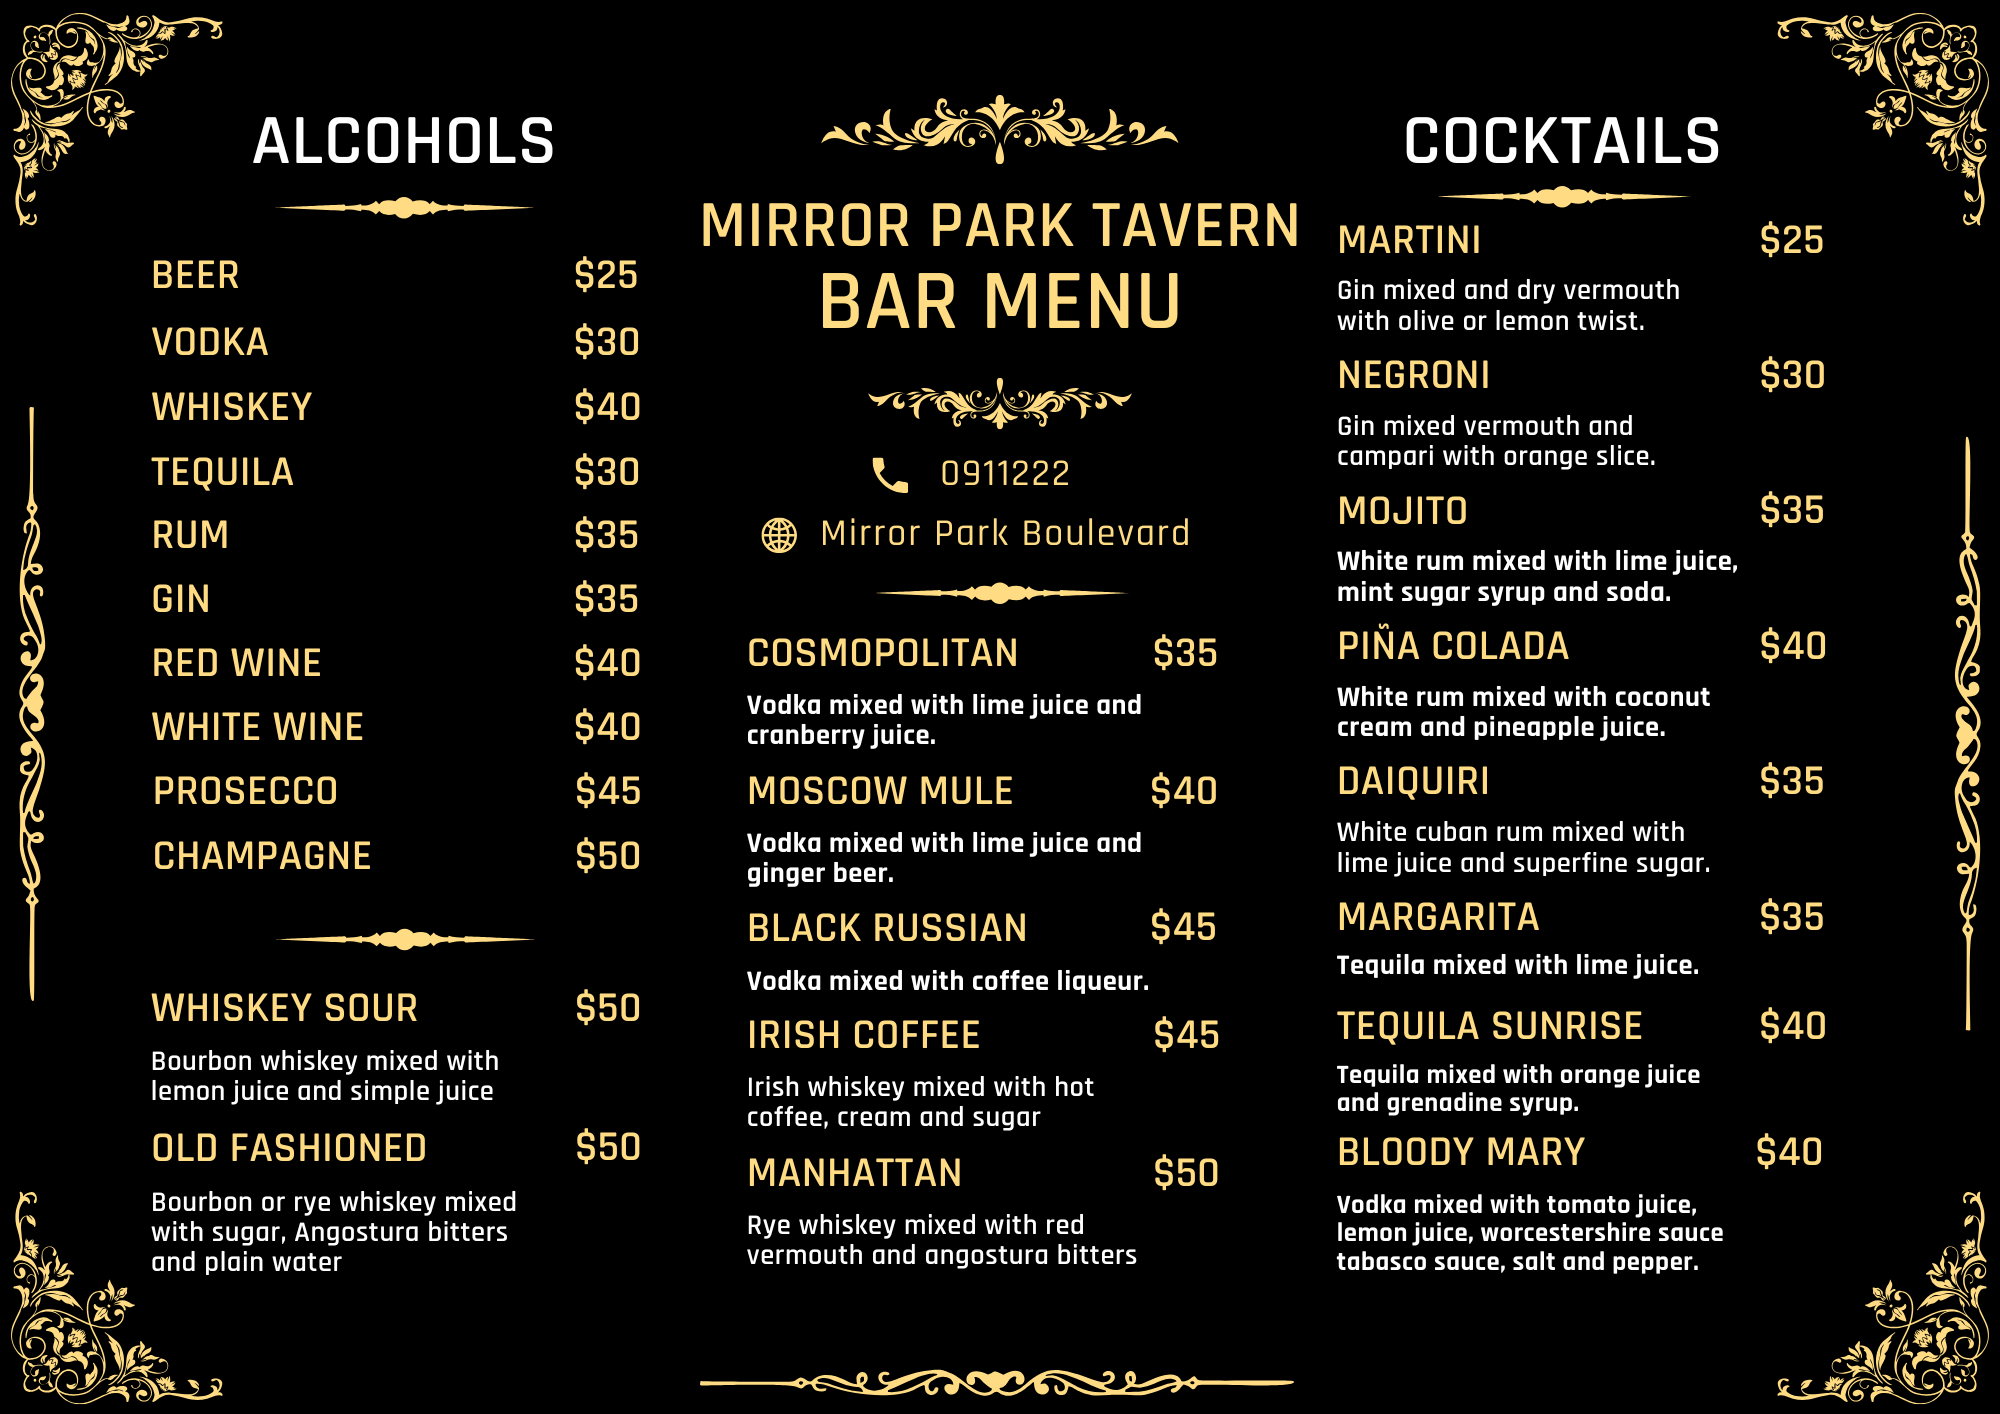 ALCOHOLS
BEER $25
VODKA $30
WHISKEY $40
TEQUILA $30
RUM $35
GIN $35
RED WINE $40
WHITE WINE $40
PROSECCO $45
CHAMPAGNE $50
WHISKEY SOUR $50
Bourbon whiskey mixed with
lemon juice and simple juice
OLD FASHIONED $50
Bourbon or rye whiskey mixed
with sugar, Angostura bitters
and plain water
MIRROR PARK TAVERN
BAR MENU
0911222
Mirror Park Boulevard
COSMOPOLITAN $35
Vodka mixed with lime juice and
cranberry juice.
MOSCOW MULE $40
Vodka mixed with lime juice and
ginger beer.
BLACK RUSSIAN $45
Vodka mixed with coffee liqueur.
IRISH COFFEE $45
Irish whiskey mixed with hot
coffee, cream and sugar
MANHATTAN $50
Rye whiskey mixed with red
vermouth and angostura bitters
COCKTAILS
MARTINI $25
Gin mixed and dry vermouth
with olive or lemon twist.
NEGRONI $30
Gin mixed vermouth and
campari with orange slice.
MOJITO $35
White rum mixed with lime juice,
mint sugar syrup and soda.
PIÑA COLADA $40
White rum mixed with coconut
cream and pineapple juice.
DAIQUIRI $35
White cuban rum mixed with
lime juice and superfine sugar.
MARGARITA $35
Tequila mixed with lime juice.
TEQUILA SUNRISE $40
Tequila mixed with orange juice
and grenadine syrup.
BLOODY MARY $40
Vodka mixed with tomato juice,
lemon juice, worcestershire sauce
tabasco sauce, salt and pepper.